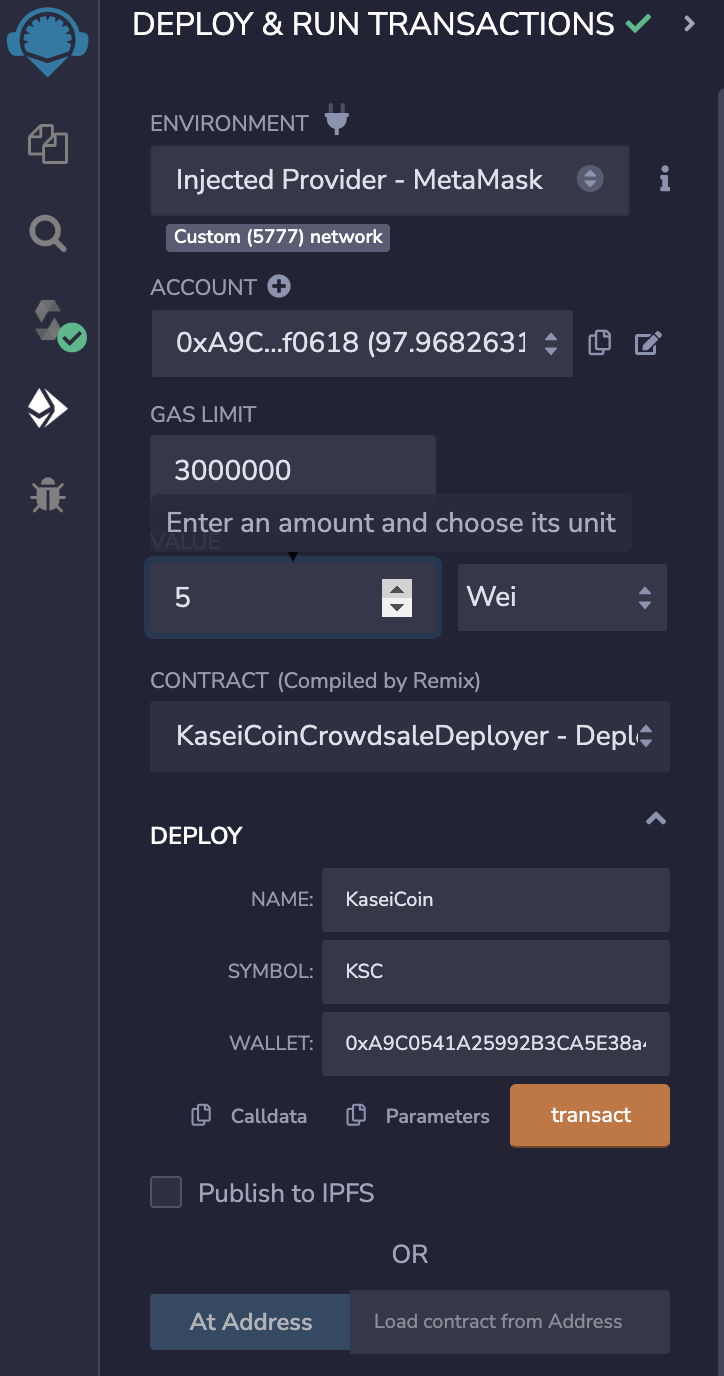 DEPLOY & RUN TRANSACTIONS
ENVIRONMENT
Injected Provider - MetaMask
Custom (5777) network
ACCOUNT
0xA9C...f0618 (97.9682631
GAS LIMIT
3000000
Enter an amount and choose its unit
VALUE
5
Wei
CONTRACT (Compiled by Remix)
KaseiCoinCrowdsaleDeployer - Deplo
DEPLOY
NAME: KaseiCoin
SYMBOL: KSC
WALLET: 0xA9C0541A25992B3CA5E38a4
Calldata Parameters transact
Publish to IPFS
OR
At Address Load contract from Address